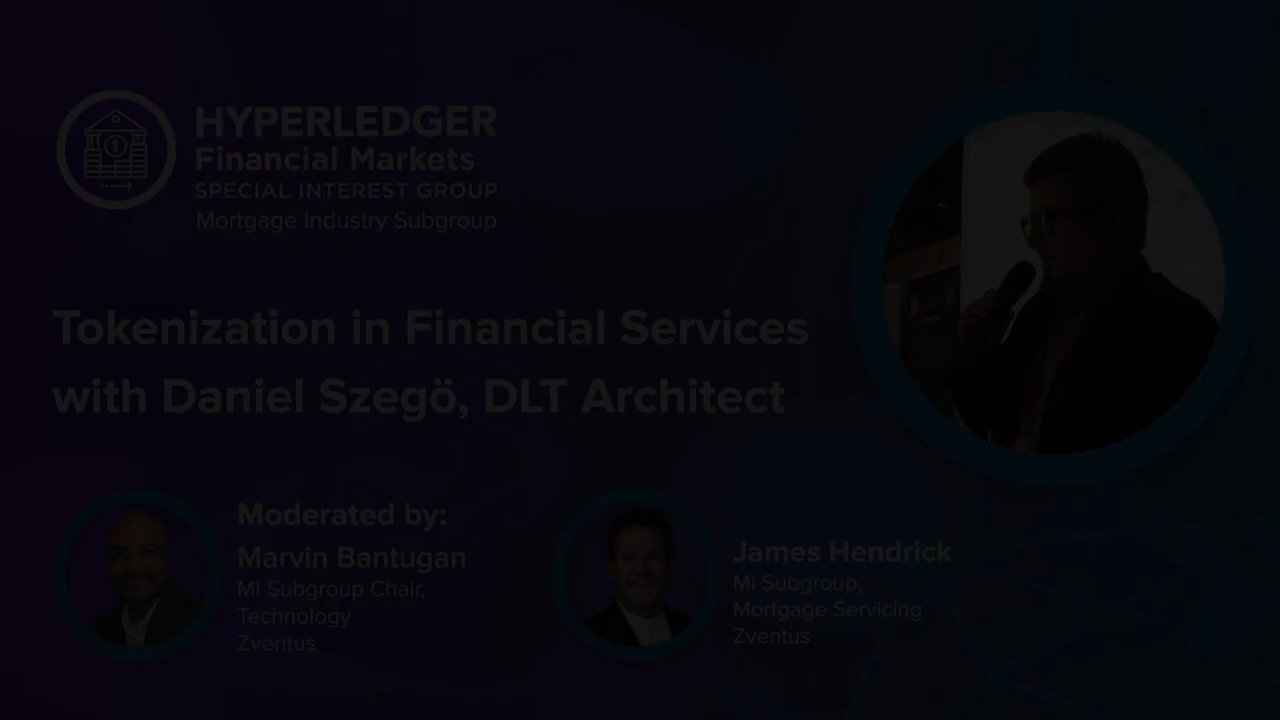 HYPERLEDGER
Financial Markets
SPECIAL INTEREST GROUP
Mortgage Industry Subgroup
Tokenization in Financial Services
with Daniel Szegö, DLT Architect
Moderated by:
Marvin Bantugan
MI Subgroup Chair,
Technology
Zventus
James Hendrick
MI Subgroup,
Mortgage Servicing
Zventus